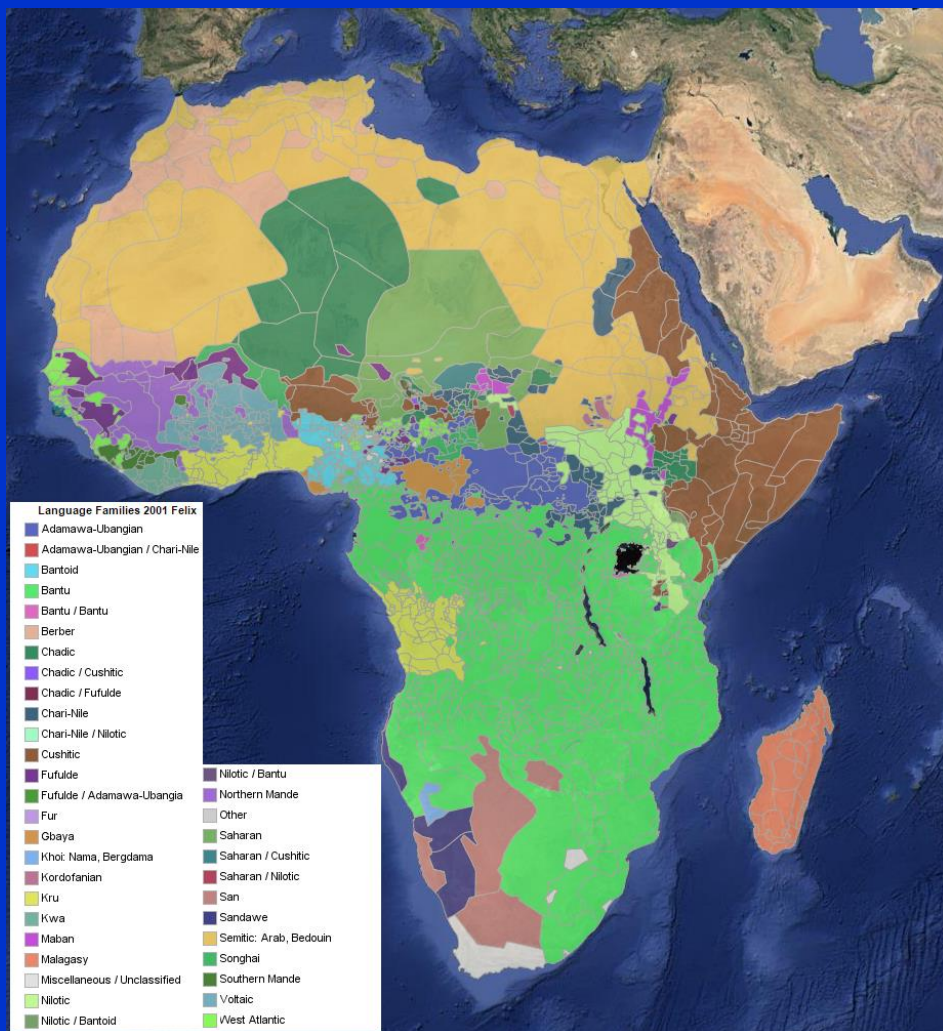 Language Families 2001 Felix
Adamawa-Ubangian
Adamawa-Ubangian / Chari-Nile
Bantoid
Bantu
Bantu / Bantu
Berber
Chadic
Chadic / Cushitic
Chadic / Fufulde
Chari-Nile
Chari-Nile / Nilotic
Cushitic
Fufulde
Fufulde / Adamawa-Ubangia
Fur
Gbaya
Khoi: Nama, Bergdama
Kordofanian
Kru
Kwa
Maban
Malagasy
Miscellaneous / Unclassified
Nilotic
Nilotic / Bantoid
Nilotic / Bantu
Northern Mande
Other
Saharan
Saharan / Cushitic
Saharan / Nilotic
San
Sandawe
Semitic: Arab, Bedouin
Songhai
Southern Mande
Voltaic
West Atlantic